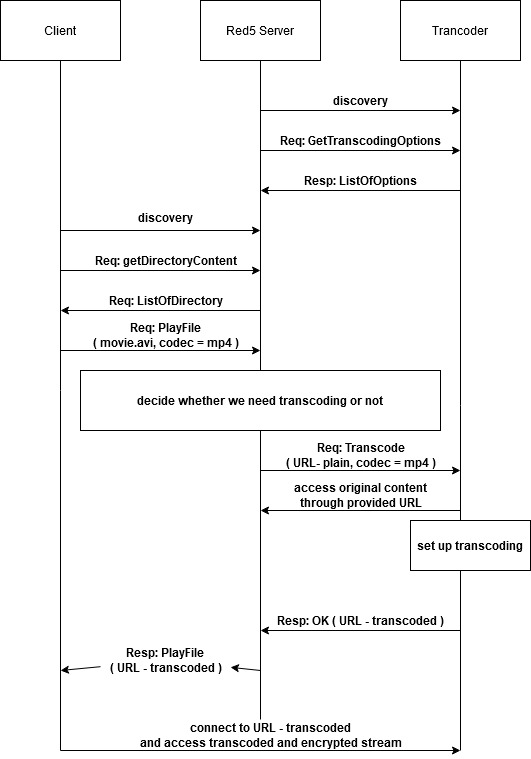 Client
Red5 Server
Trancoder
discovery
Req: GetTranscodingOptions
Resp: ListOfOptions
discovery
Req: getDirectoryContent
Req: ListOfDirectory
Req: PlayFile
( movie.avi, codec = mp4 )
decide whether we need transcoding or not
Req: Transcode
( URL- plain, codec = mp4 )
access original content
through provided URL
set up transcoding
Resp: OK ( URL - transcoded )
Resp: PlayFile
( URL - transcoded )
connect to URL - transcoded
and access transcoded and encrypted stream